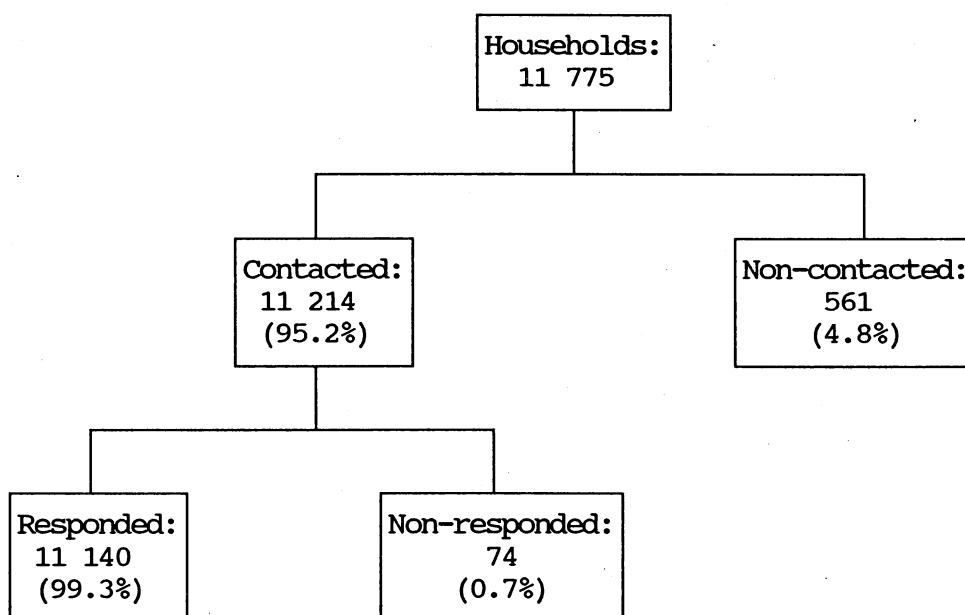 Households:
11 775
Contacted:
11 214
(95.2%)
Non-contacted:
561
(4.8%)
Responded:
11 140
(99.3%)
Non-responded:
74
(0.7%)